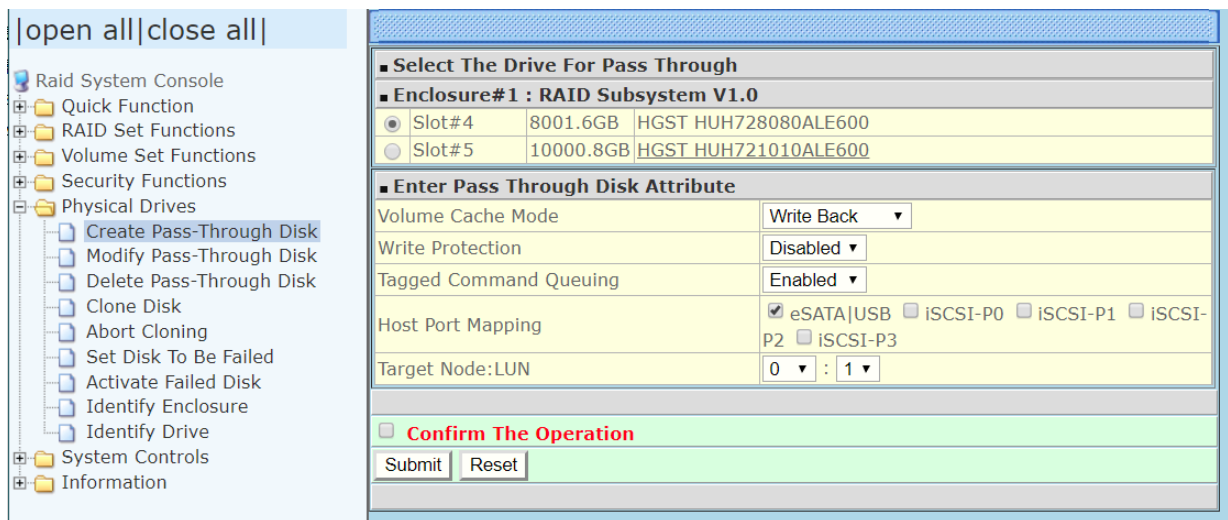 |open all|close all|
Raid System Console
Quick Function
RAID Set Functions
Volume Set Functions
Security Functions
Physical Drives
Create Pass-Through Disk
Modify Pass-Through Disk
Delete Pass-Through Disk
Clone Disk
Abort Cloning
Set Disk To Be Failed
Activate Failed Disk
Identify Enclosure
Identify Drive
System Controls
Information
Select The Drive For Pass Through
Enclosure#1 : RAID Subsystem V1.0
Slot#4 8001.6GB HGST HUH728080ALE600
Slot#5 10000.8GB HGST HUH721010ALE600
Enter Pass Through Disk Attribute
Volume Cache Mode Write Back
Write Protection Disabled
Tagged Command Queuing Enabled
Host Port Mapping eSATA|USB iSCSI-P0 iSCSI-P1 iSCSI-
P2 iSCSI-P3
Target Node:LUN 0 : 1
Confirm The Operation
Submit Reset